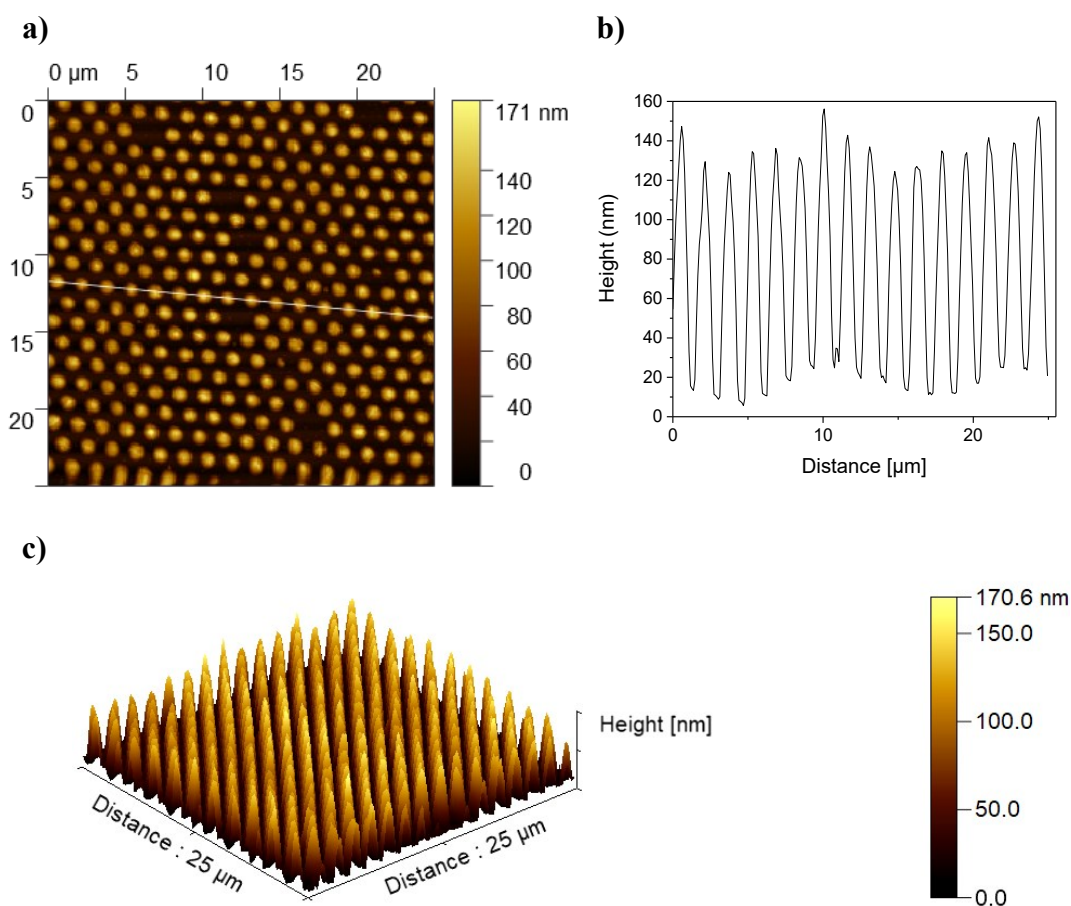 a)
0 µm 5 10 15 20
0
5
10
15
20
171 nm
140
120
100
80
60
40
0
b)
160
140
120
100
80
60
40
20
0
Height (nm)
0 10 20
Distance [µm]
c)
Distance : 25 µm
Distance : 25 µm
Height [nm]
170.6 nm
150.0
100.0
50.0
0.0